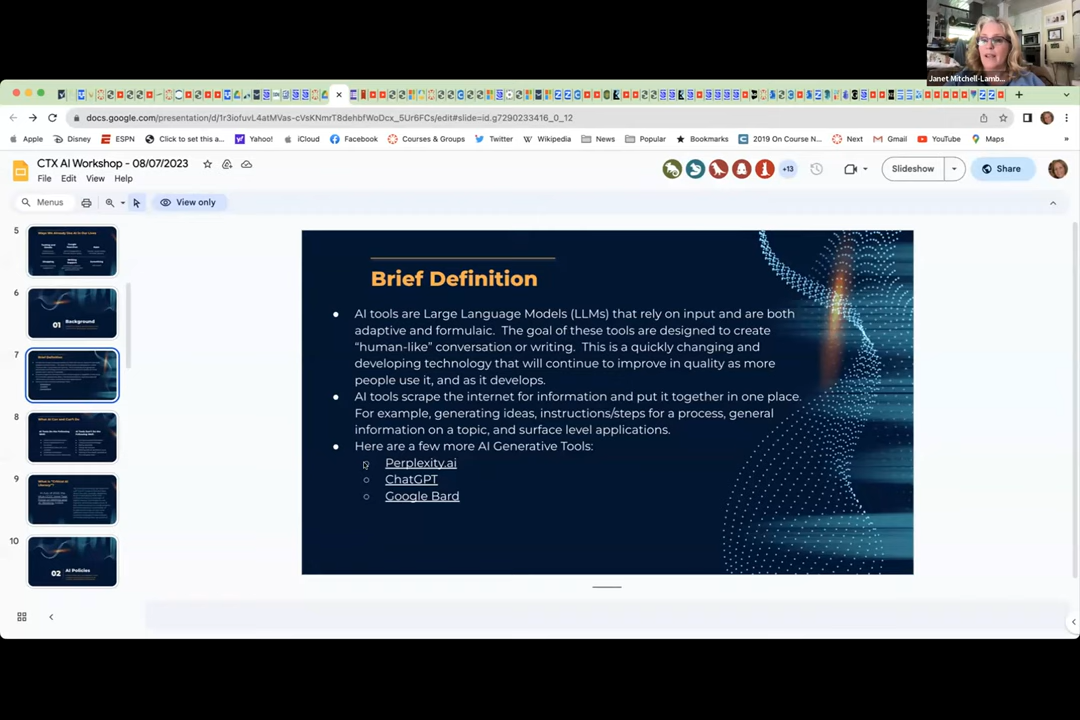 Janet Mitchell-Lamb...
docs.google.com/presentation/d/1r3iofuvL4atMVas-cVsKNmrT8dehbfWoDcx_5Ur6FCs/edit#slide=id.g7290233416_0_12
Apple Disney ESPN Click to set this a... Yahoo! iCloud Facebook Courses & Groups Twitter Wikipedia News Popular Bookmarks 2019 On Course N... Next Gmail YouTube Maps »
CTX AI Workshop - 08/07/2023
File Edit View Help
+13
Slideshow
Share
Menus
View only
5
6
01 Background
7
Brief Definition
8
9
10
02 AI Policies
Brief Definition
AI tools are Large Language Models (LLMs) that rely on input and are both
adaptive and formulaic. The goal of these tools are designed to create
“human-like” conversation or writing. This is a quickly changing and
developing technology that will continue to improve in quality as more
people use it, and as it develops.
AI tools scrape the internet for information and put it together in one place.
For example, generating ideas, instructions/steps for a process, general
information on a topic, and surface level applications.
Here are a few more AI Generative Tools:
Perplexity.ai
ChatGPT
Google Bard